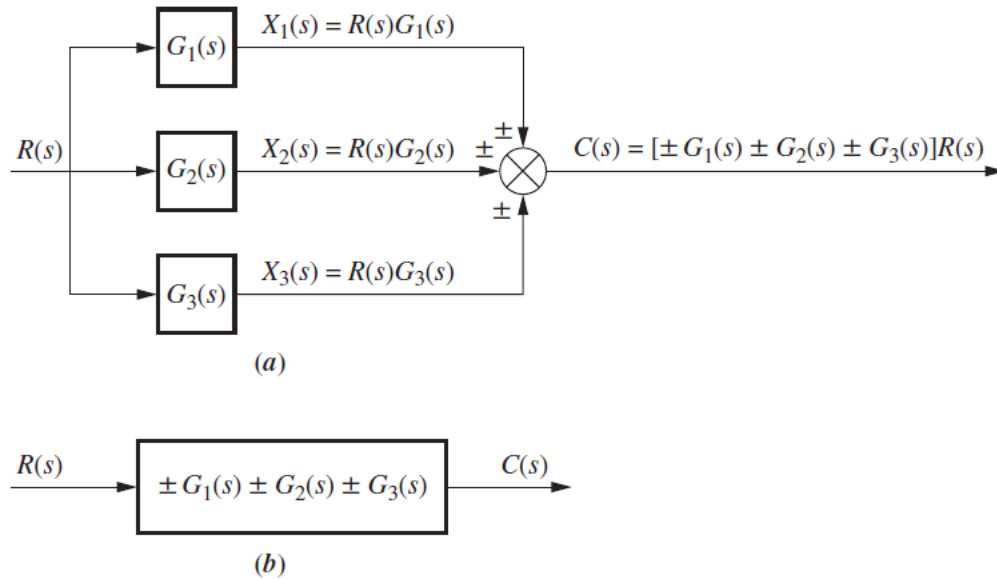 X₁(s) = R(s)G₁(s)
G₁(s)
±
R(s)
X₂(s) = R(s)G₂(s)
±
C(s) = [± G₁(s) ± G₂(s) ± G₃(s)]R(s)
G₂(s)
±
X₃(s) = R(s)G₃(s)
G₃(s)
(a)
R(s)
± G₁(s) ± G₂(s) ± G₃(s)
C(s)
(b)